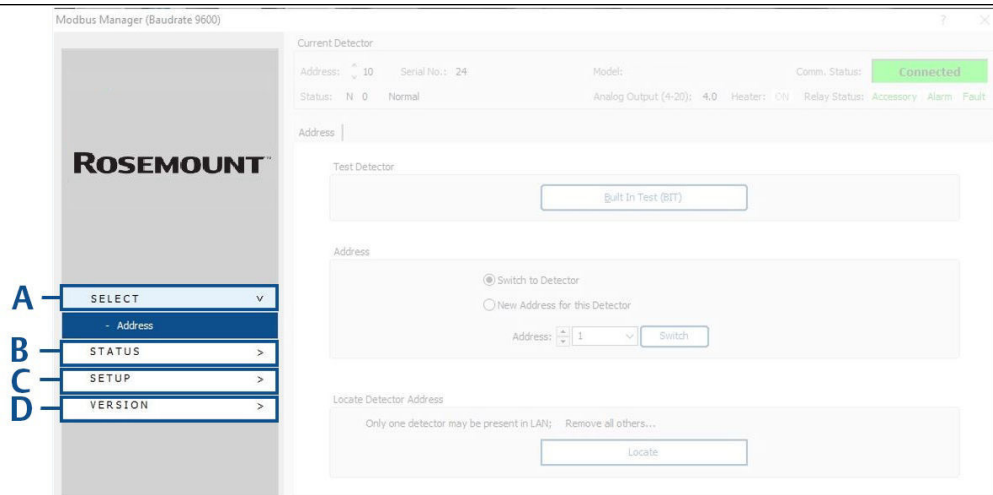 Modbus Manager (Baudrate 9600) ? ×
Current Detector
Address: 10 Serial No.: 24 Model: Comm. Status: Connected
Status: N 0 Normal Analog Output (4-20): 4.0 Heater: ON Relay Status: Accessory Alarm Fault
Address
ROSEMOUNT™
Test Detector
Built In Test (BIT)
Address
Switch to Detector
New Address for this Detector
Address: 1 Switch
A SELECT v
- Address
B STATUS >
C SETUP >
D VERSION >
Locate Detector Address
Only one detector may be present in LAN; Remove all others...
Locate